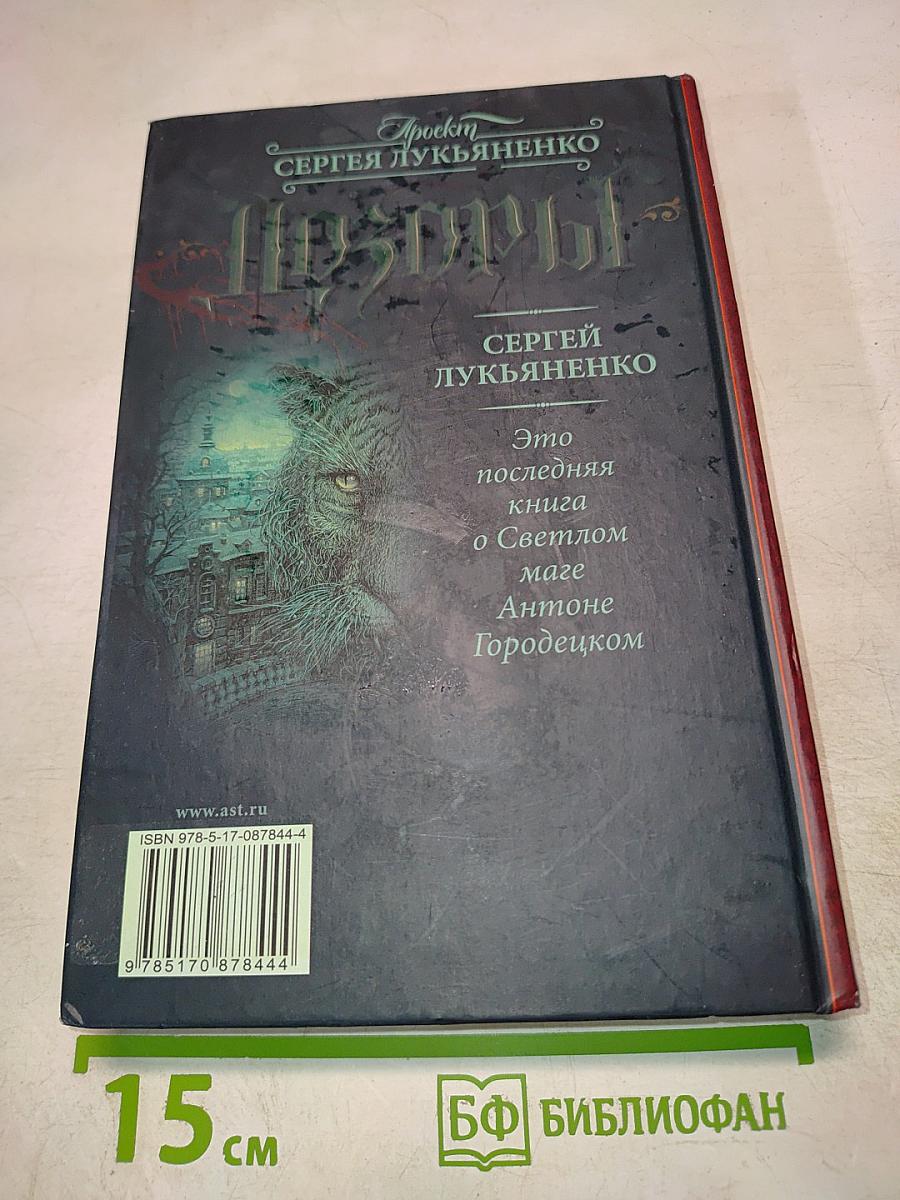 Проект
СЕРГЕЯ ЛУКЬЯНЕНКО
Дозоры
СЕРГЕЙ
ЛУКЬЯНЕНКО
Это
последняя
книга
о Светлом
маге
Антоне
Городецком
www.ast.ru
ISBN 978-5-17-087844-4
9 785170 878444
15 см
БФ БИБЛИОФАН